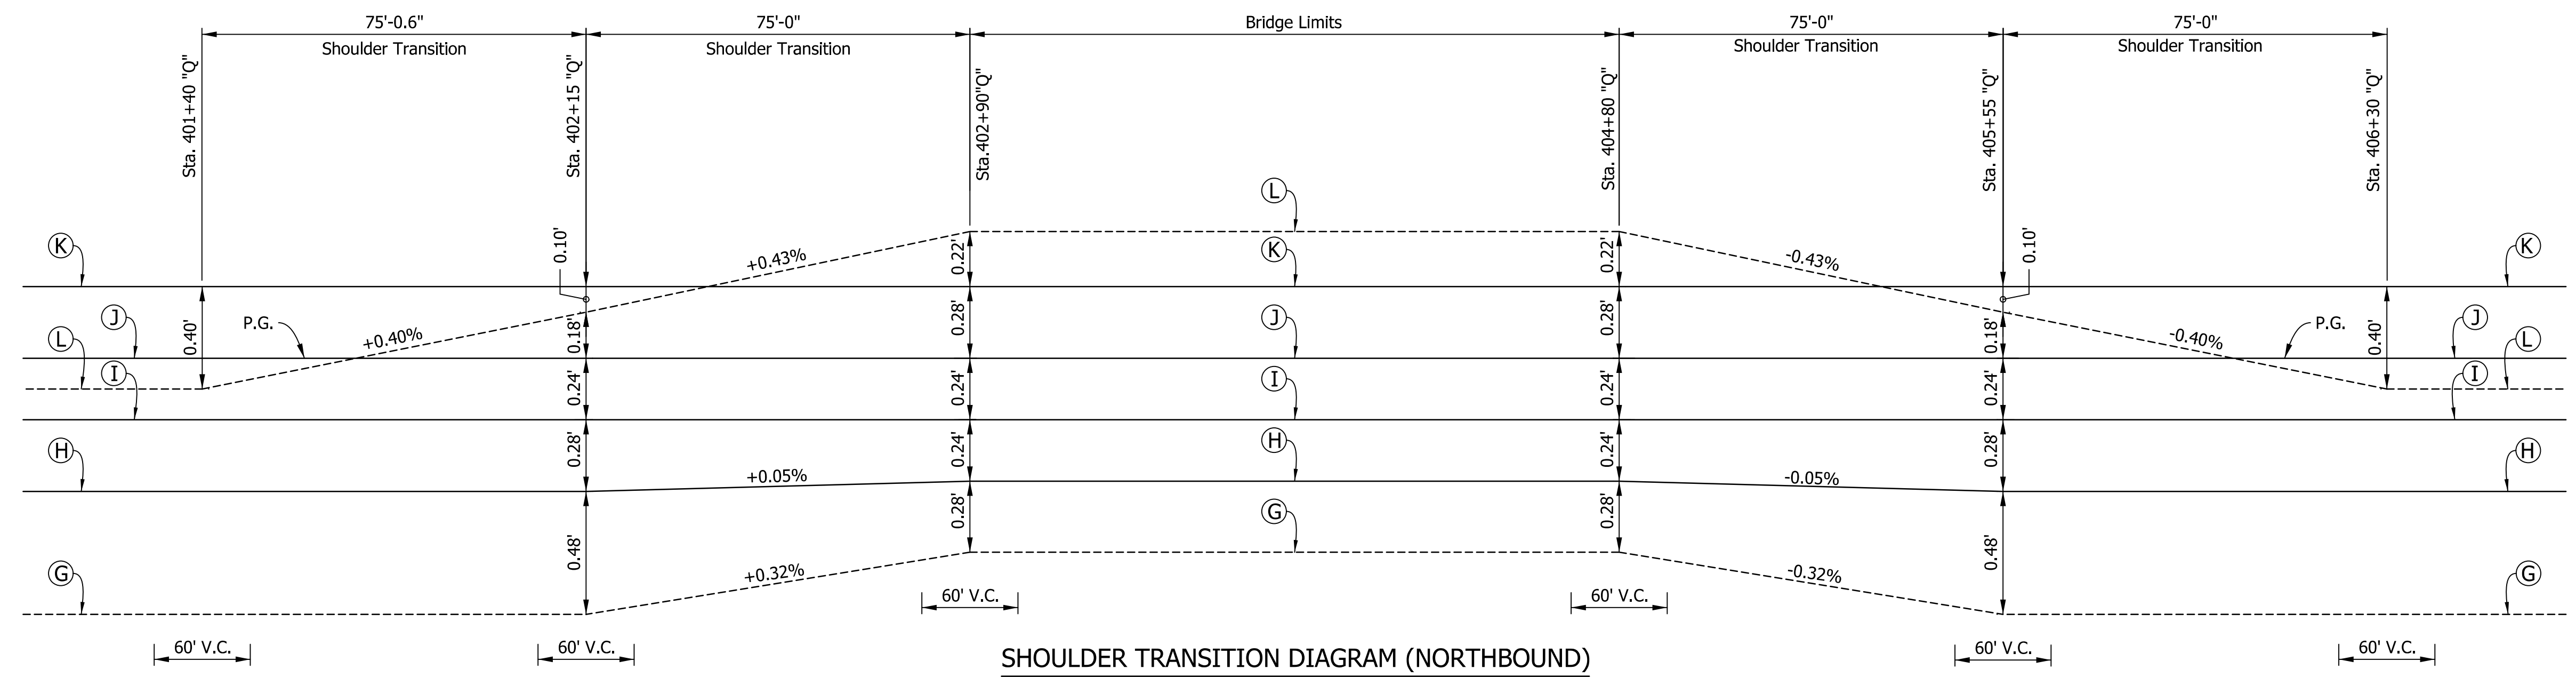 75'-0.6"
75'-0"
Bridge Limits
75'-0"
75'-0"
Shoulder Transition
Shoulder Transition
Shoulder Transition
Shoulder Transition
Sta. 401+40 "Q"
Sta. 402+15 "Q"
Sta.402+90"Q"
Sta. 404+80 "Q"
Sta. 405+55 "Q"
Sta. 406+30 "Q"
L
K
0.10'
+0.43%
0.22'
K
0.22'
-0.43%
0.10'
K
J
L
I
0.40'
P.G.
+0.40%
0.18'
0.28'
J
0.28'
0.18'
-0.40%
P.G.
0.40'
J
L
I
0.24'
0.24'
I
0.24'
0.24'
H
0.28'
+0.05%
0.24'
H
0.24'
-0.05%
0.28'
H
G
0.48'
+0.32%
0.28'
G
0.28'
-0.32%
0.48'
G
60' V.C.
60' V.C.
60' V.C.
60' V.C.
60' V.C.
60' V.C.
SHOULDER TRANSITION DIAGRAM (NORTHBOUND)